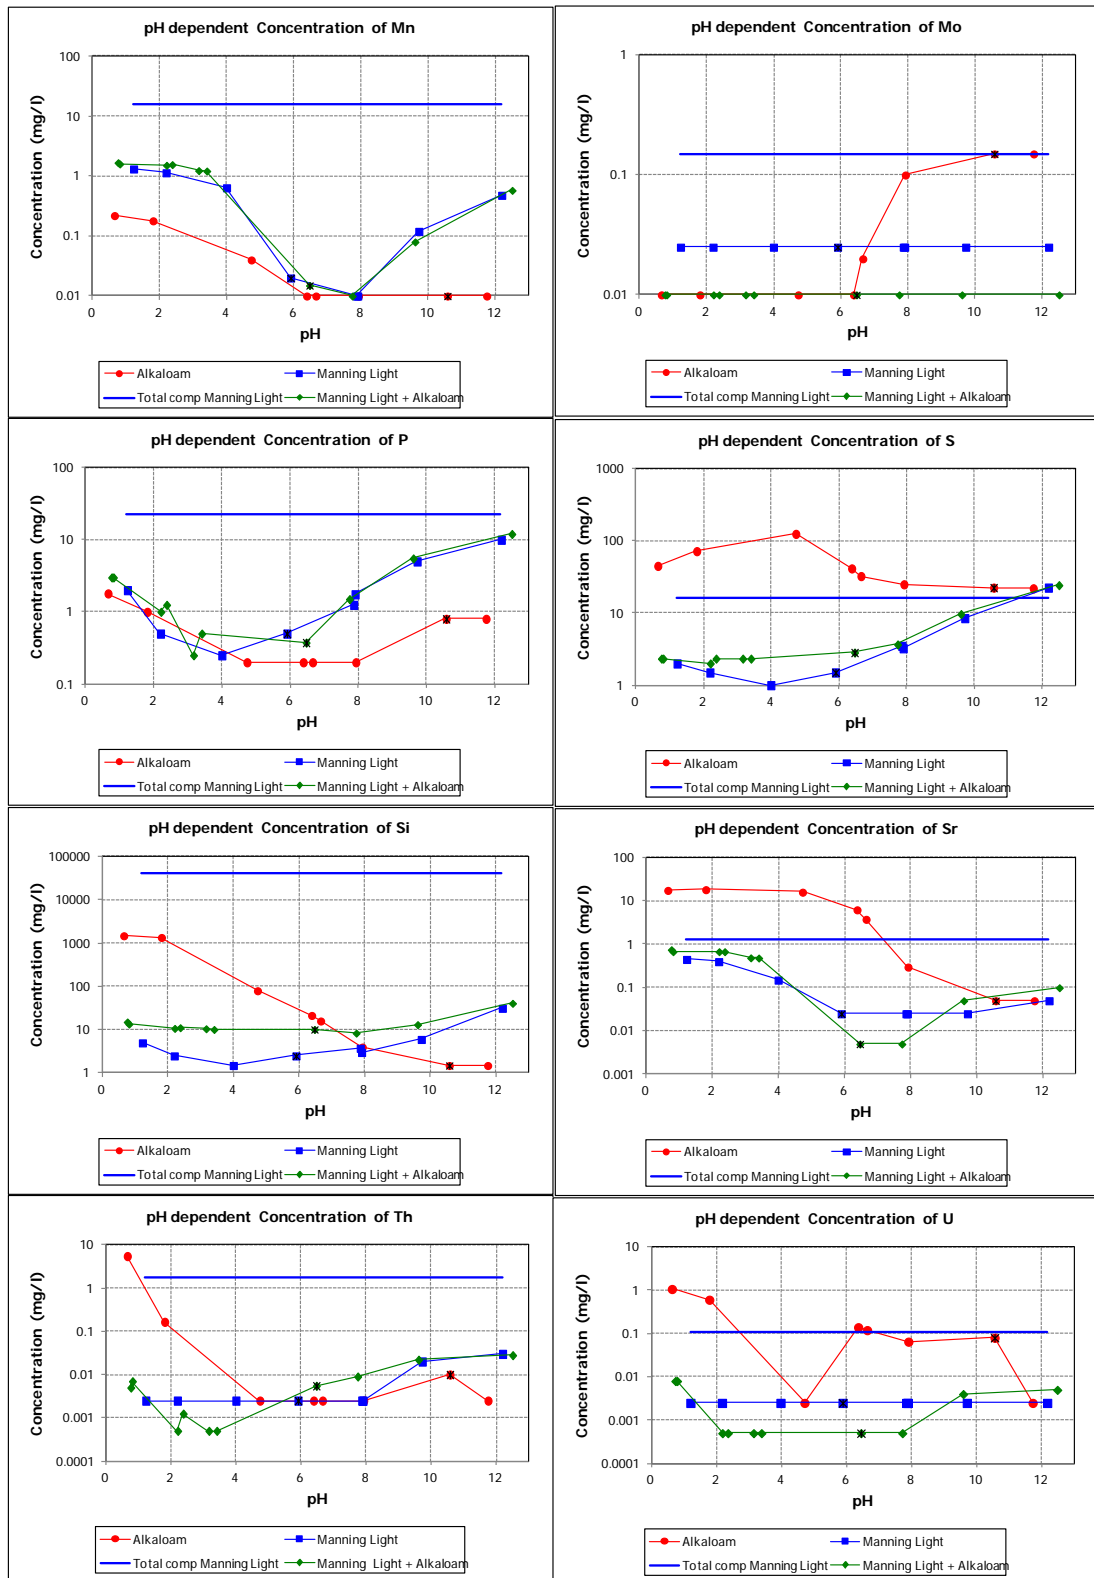 pH dependent Concentration of Mn
Concentration (mg/l)
100
10
1
0.1
0.01
0 2 4 6 8 10 12
pH
Alkaloam Manning Light
Total comp Manning Light Manning Light + Alkaloam
pH dependent Concentration of Mo
Concentration (mg/l)
1
0.1
0.01
0 2 4 6 8 10 12
pH
Alkaloam Manning Light
Total comp Manning Light Manning Light + Alkaloam
pH dependent Concentration of P
Concentration (mg/l)
100
10
1
0.1
0 2 4 6 8 10 12
pH
Alkaloam Manning Light
Total comp Manning Light Manning Light + Alkaloam
pH dependent Concentration of S
Concentration (mg/l)
1000
100
10
1
0 2 4 6 8 10 12
pH
Alkaloam Manning Light
Total comp Manning Light Manning Light + Alkaloam
pH dependent Concentration of Si
Concentration (mg/l)
100000
10000
1000
100
10
1
0 2 4 6 8 10 12
pH
Alkaloam Manning Light
Total comp Manning Light Manning Light + Alkaloam
pH dependent Concentration of Sr
Concentration (mg/l)
100
10
1
0.1
0.01
0.001
0 2 4 6 8 10 12
pH
Alkaloam Manning Light
Total comp Manning Light Manning Light + Alkaloam
pH dependent Concentration of Th
Concentration (mg/l)
10
1
0.1
0.01
0.001
0.0001
0 2 4 6 8 10 12
pH
Alkaloam Manning Light
Total comp Manning Light Manning Light + Alkaloam
pH dependent Concentration of U
Concentration (mg/l)
10
1
0.1
0.01
0.001
0.0001
0 2 4 6 8 10 12
pH
Alkaloam Manning Light
Total comp Manning Light Manning Light + Alkaloam